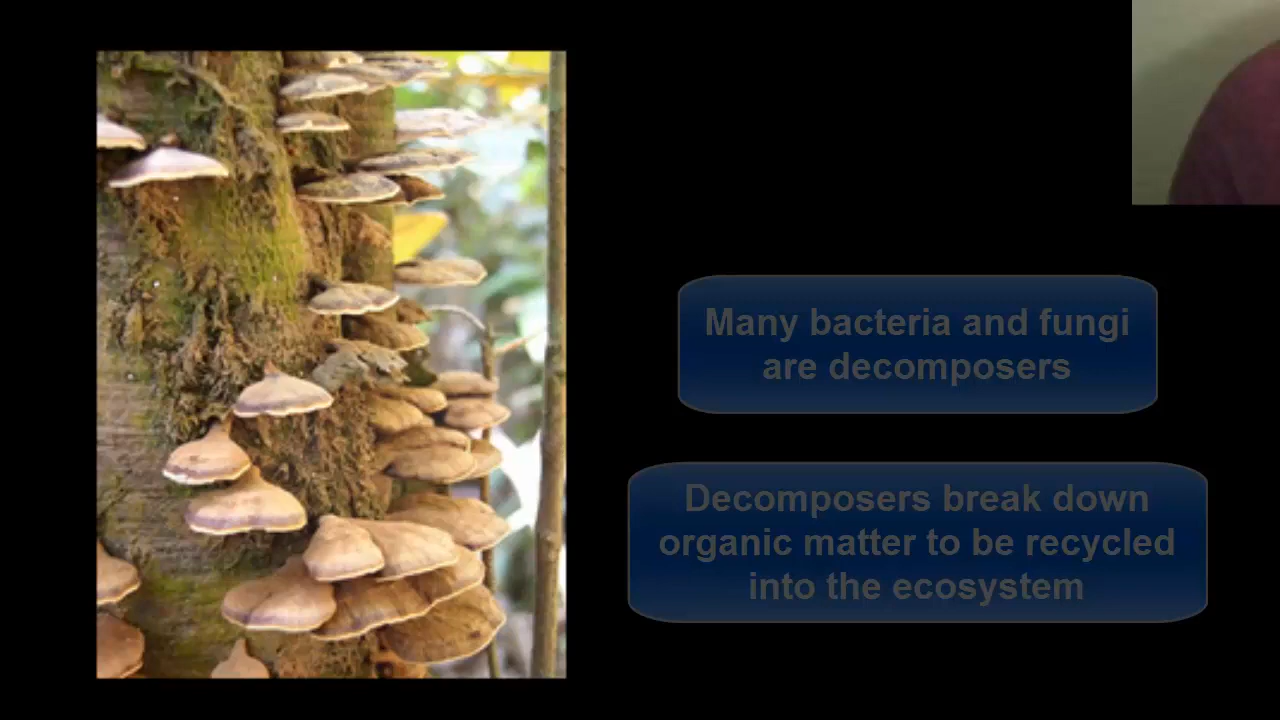 Many bacteria and fungi
are decomposers
Decomposers break down
organic matter to be recycled
into the ecosystem